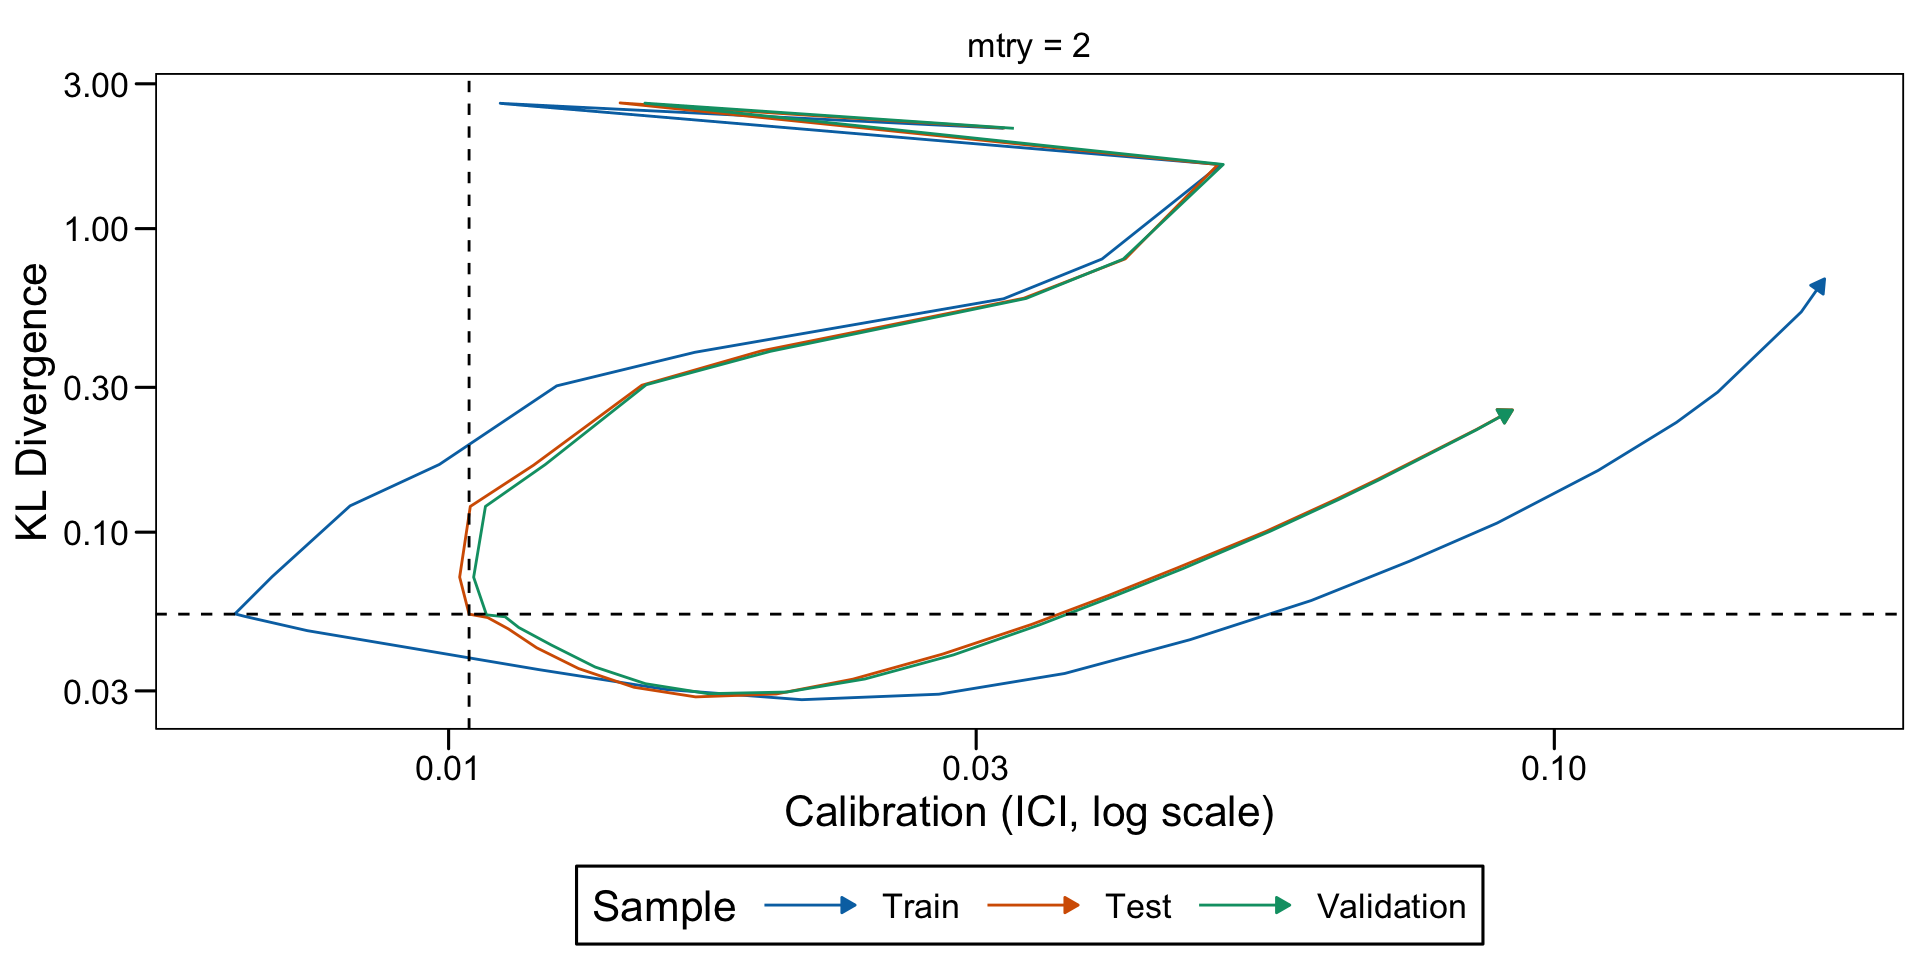 mtry = 2
KL Divergence
3.00
1.00
0.30
0.10
0.03
0.01 0.03 0.10
Calibration (ICI, log scale)
Sample Train Test Validation